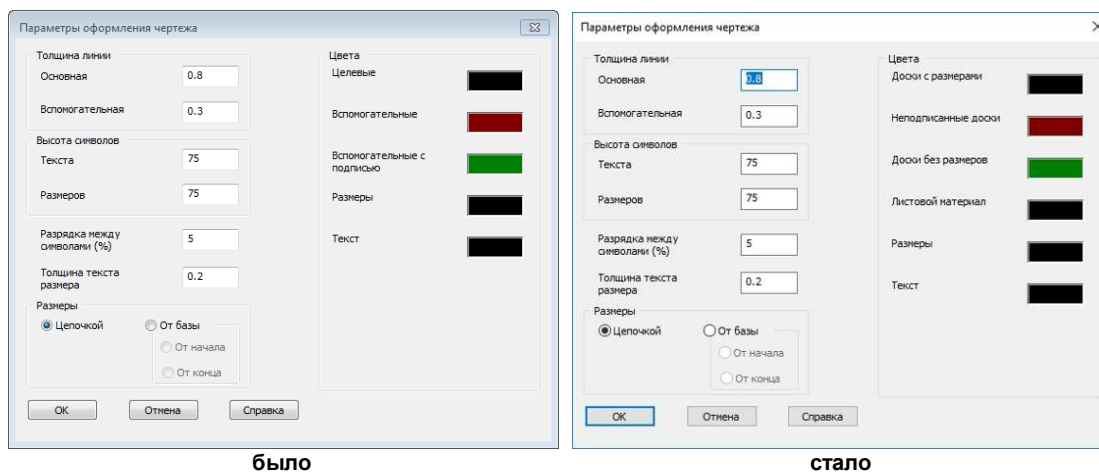 Параметры оформления чертежа
Толщина линии
Основная
0.8
Вспомогательная
0.3
Высота символов
Текста
75
Размеров
75
Разрядка между
символами (%)
5
Толщина текста
размера
0.2
Размеры
Цепочкой
От базы
От начала
От конца
Цвета
Целевые
Вспомогательные
Вспомогательные с
подписью
Размеры
Текст
OK
Отмена
Справка
было
Параметры оформления чертежа
Толщина линии
Основная
0.8
Вспомогательная
0.3
Высота символов
Текста
75
Размеров
75
Разрядка между
символами (%)
5
Толщина текста
размера
0.2
Размеры
Цепочкой
От базы
От начала
От конца
Цвета
Доски с размерами
Неподписанные доски
Доски без размеров
Листовой материал
Размеры
Текст
OK
Отмена
Справка
стало